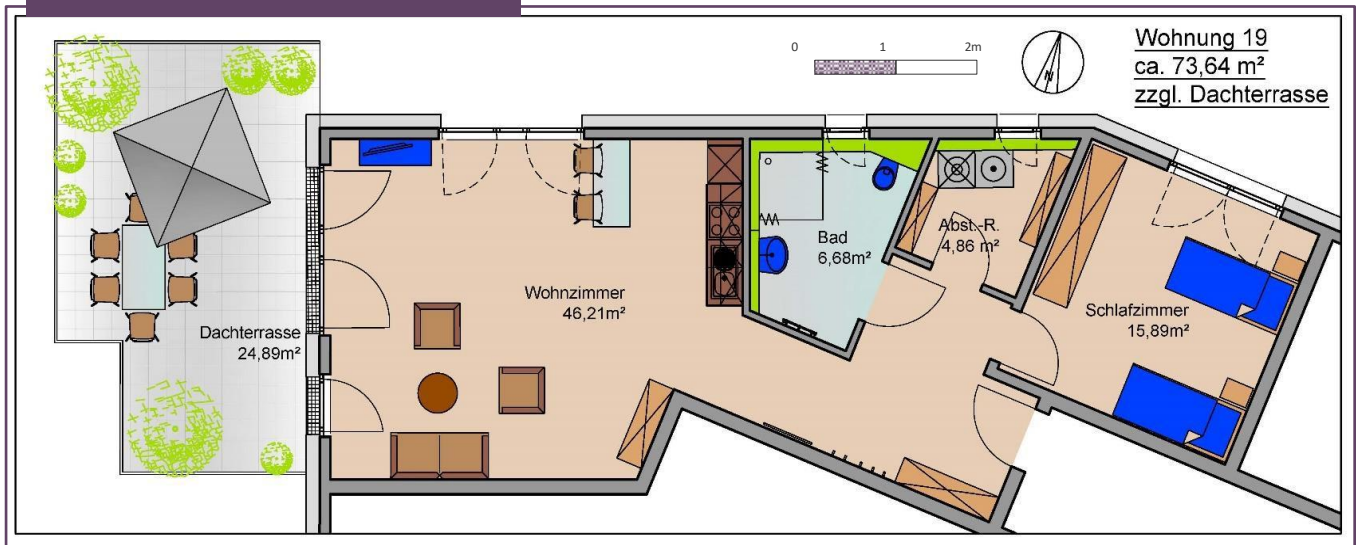 0 1 2m
N
Wohnung 19
ca. 73,64 m²
zzgl. Dachterrasse
Dachterrasse
24,89m²
Wohnzimmer
46,21m²
Bad
6,68m²
Abst.-R.
4,86 m²
Schlafzimmer
15,89m²